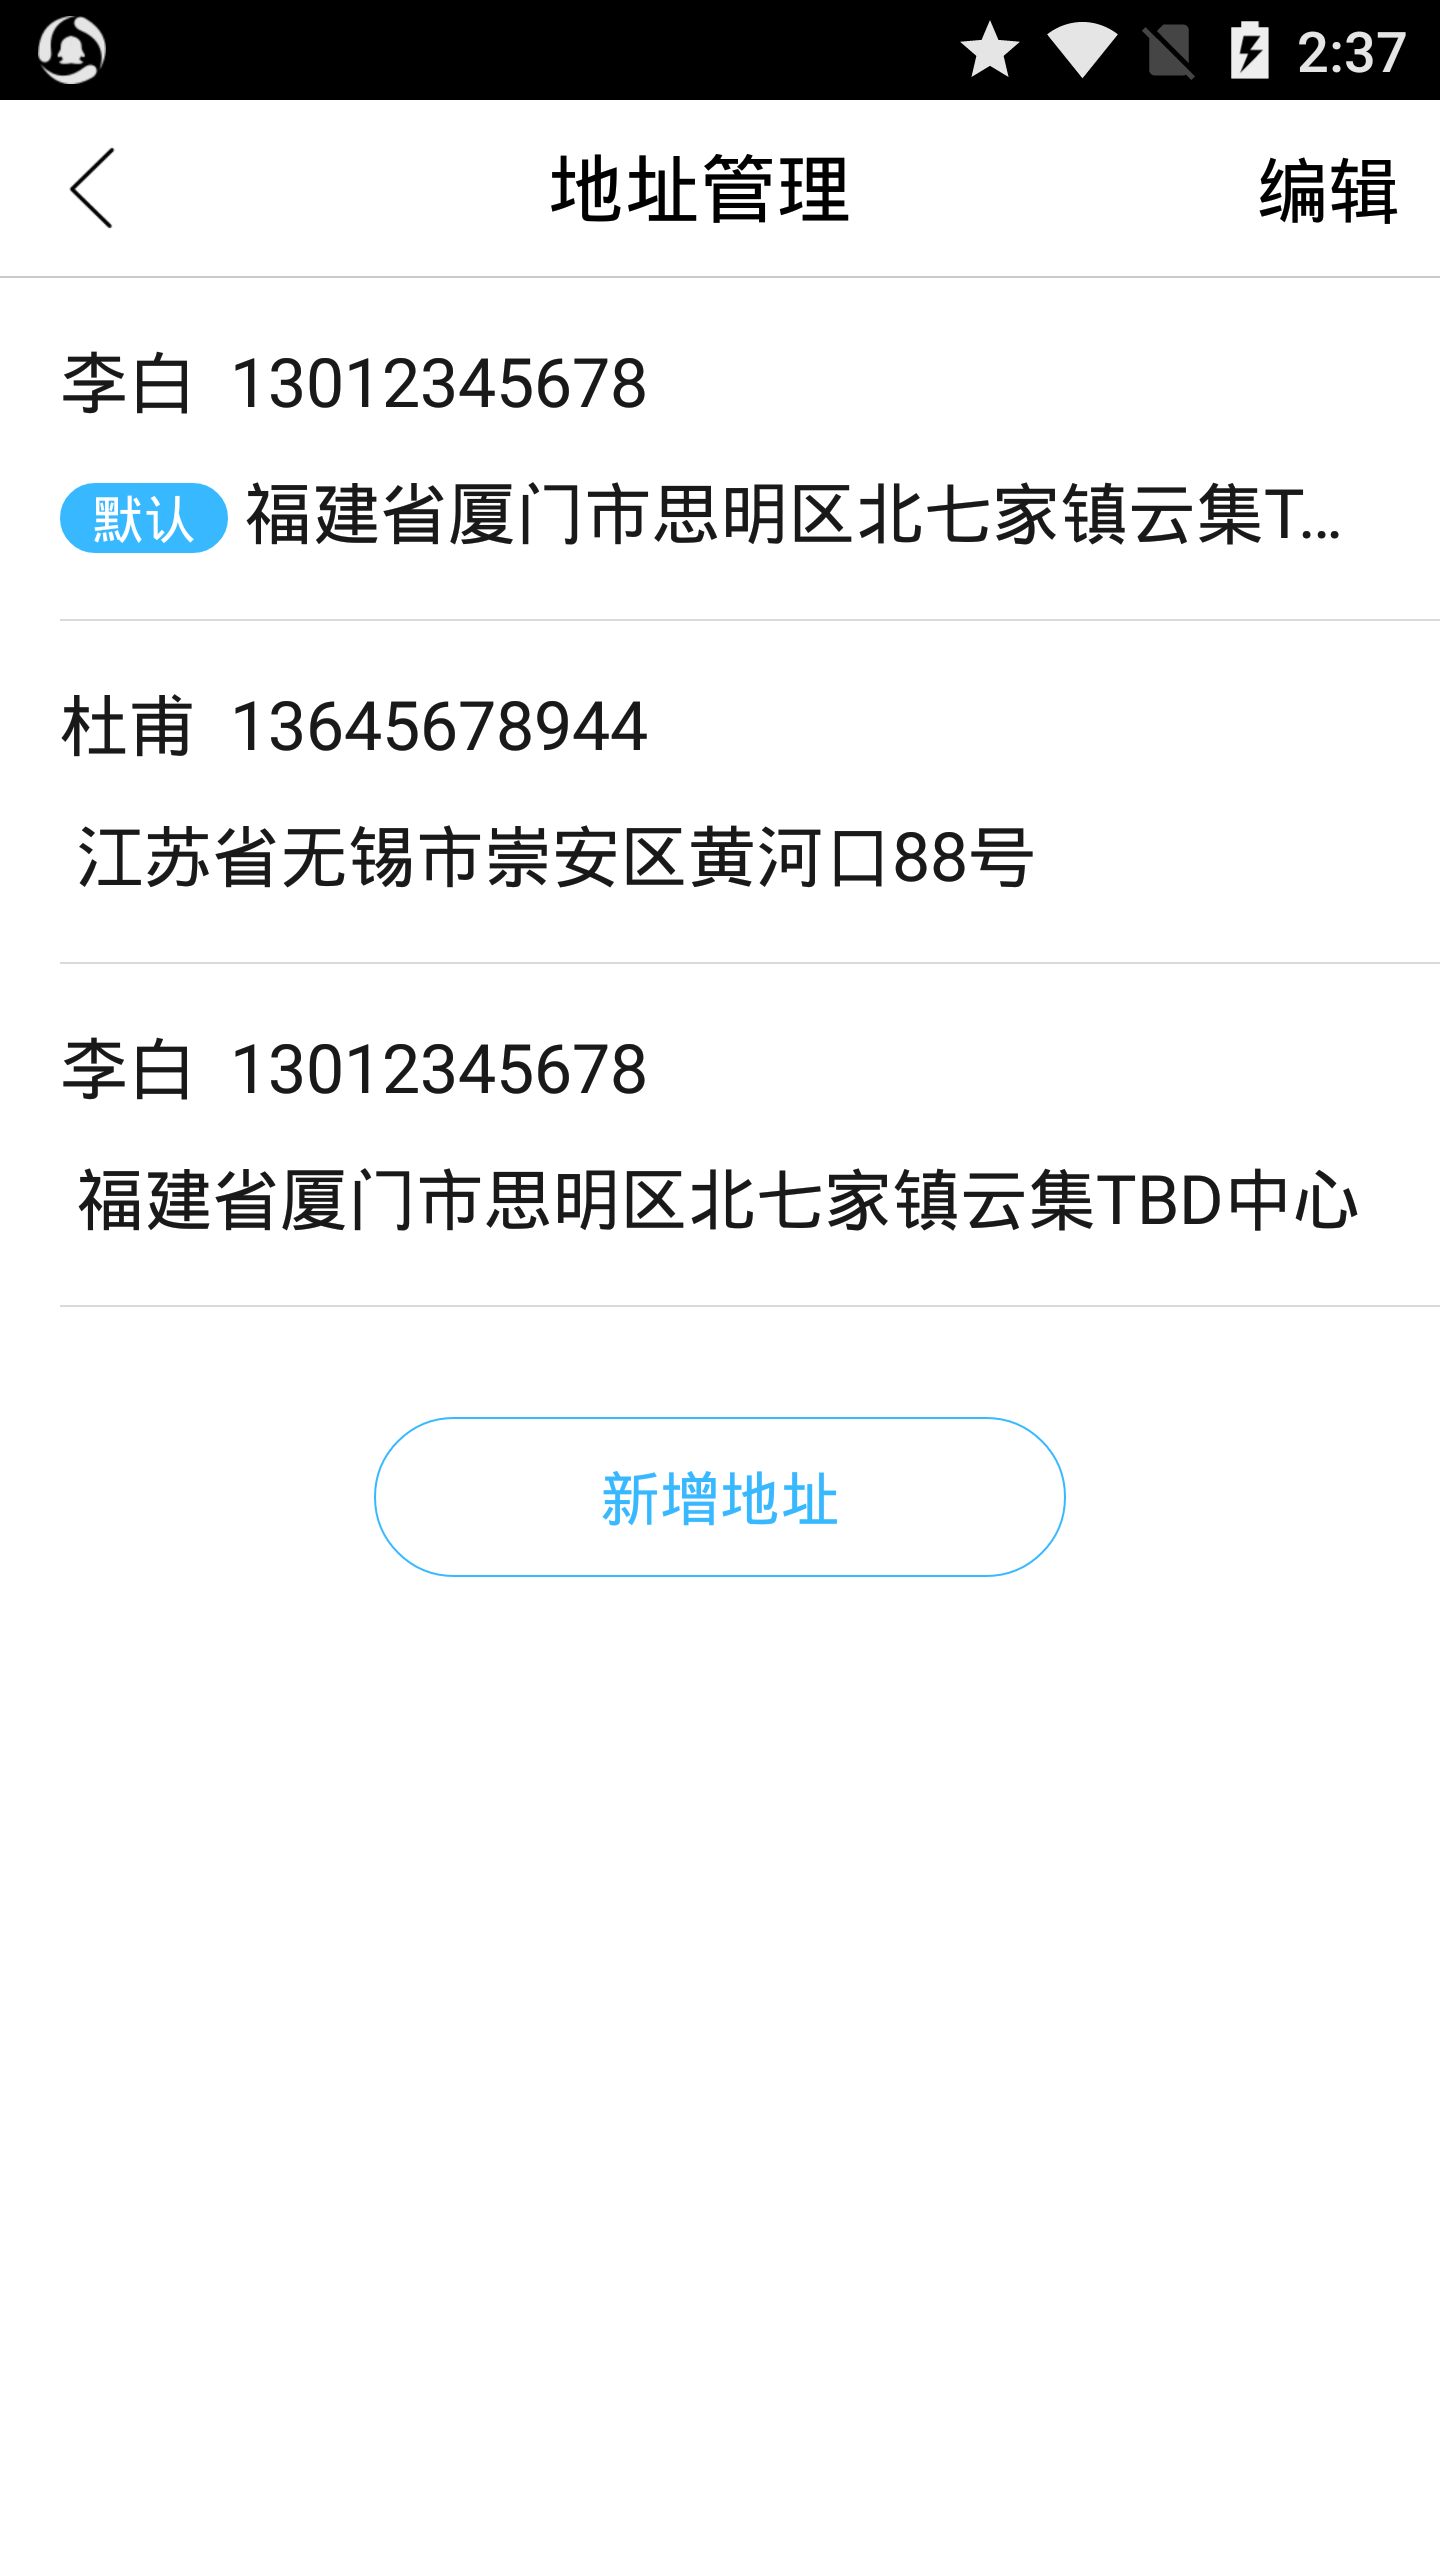 2:37
地址管理 编辑
李白 13012345678
默认 福建省厦门市思明区北七家镇云集T...
杜甫 13645678944
江苏省无锡市崇安区黄河口88号
李白 13012345678
福建省厦门市思明区北七家镇云集TBD中心
新增地址